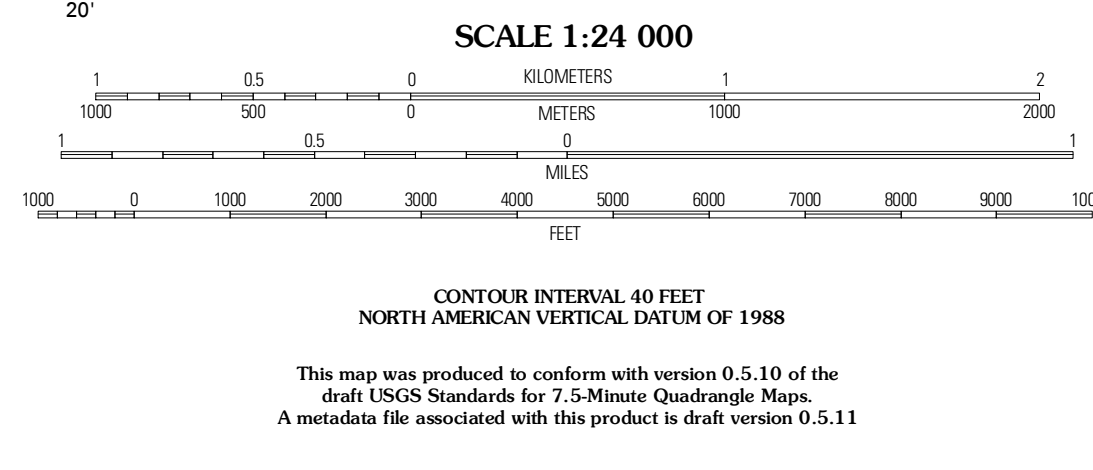 20'
SCALE 1:24 000
1 0.5 0 KILOMETERS 1 2
1000 500 0 METERS 1000 2000
1 0.5 0 1
MILES
1000 0 1000 2000 3000 4000 5000 6000 7000 8000 9000 100
FEET
CONTOUR INTERVAL 40 FEET
NORTH AMERICAN VERTICAL DATUM OF 1988
This map was produced to conform with version 0.5.10 of the
draft USGS Standards for 7.5-Minute Quadrangle Maps.
A metadata file associated with this product is draft version 0.5.11